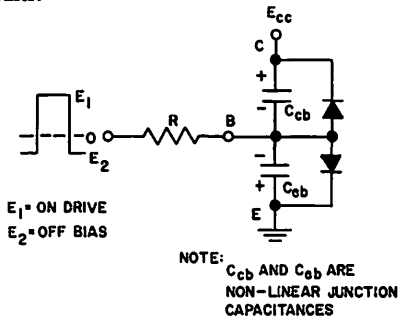 Ecc
C
+
-
Ccb
E1
0
E2
R
B
-
+
Ceb
E
E1= ON DRIVE
E2= OFF BIAS
NOTE:
Ccb AND Ceb ARE
NON-LINEAR JUNCTION
CAPACITANCES